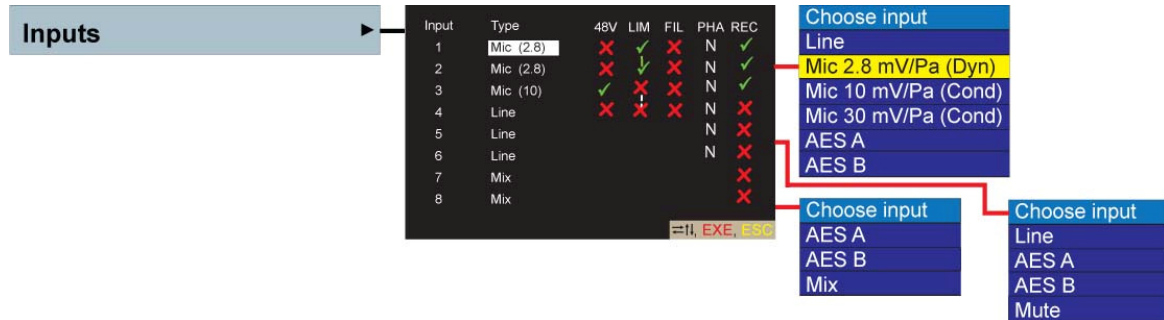 Inputs
Input Type 48V LIM FIL PHA REC
1 Mic (2.8) N
2 Mic (2.8) N
3 Mic (10) N
4 Line N
5 Line N
6 Line N
7 Mix
8 Mix
, EXE, ESC
Choose input
Line
Mic 2.8 mV/Pa (Dyn)
Mic 10 mV/Pa (Cond)
Mic 30 mV/Pa (Cond)
AES A
AES B
Choose input
AES A
AES B
Mix
Choose input
Line
AES A
AES B
Mute